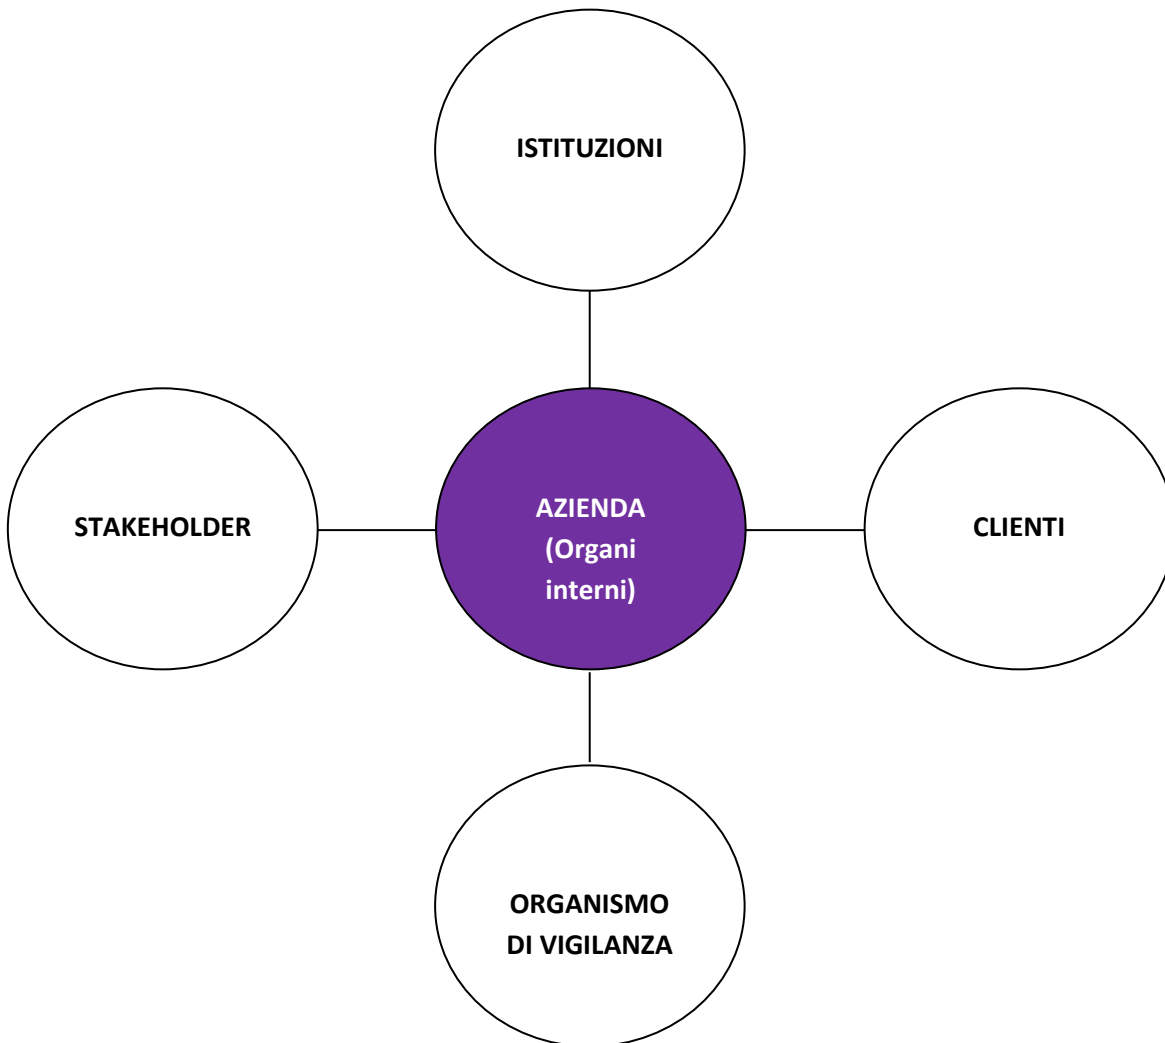 ISTITUZIONI
STAKEHOLDER
AZIENDA
(Organi
interni)
CLIENTI
ORGANISMO
DI VIGILANZA